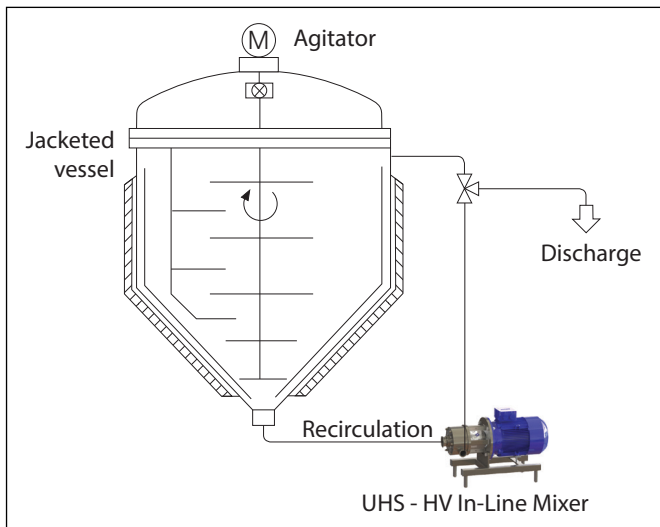 M
Agitator
Jacketed
vessel
Discharge
Recirculation
UHS - HV In-Line Mixer